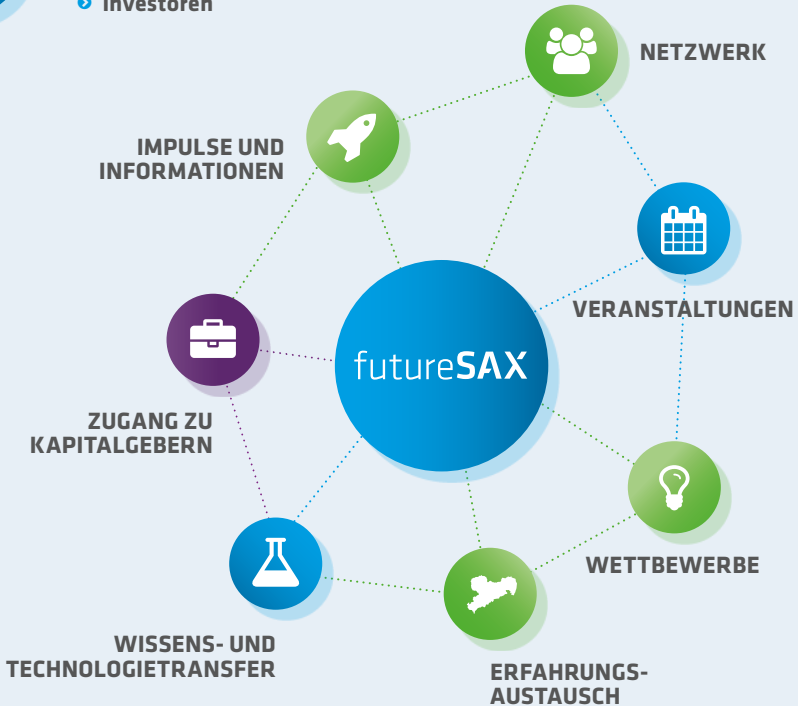 Investoren
NETZWERK
IMPULSE UND
INFORMATIONEN
VERANSTALTUNGEN
futureSAX
ZUGANG ZU
KAPITALGEBERN
WETTBEWERBE
WISSENS- UND
TECHNOLOGIETRANSFER
ERFAHRUNGS-
AUSTAUSCH